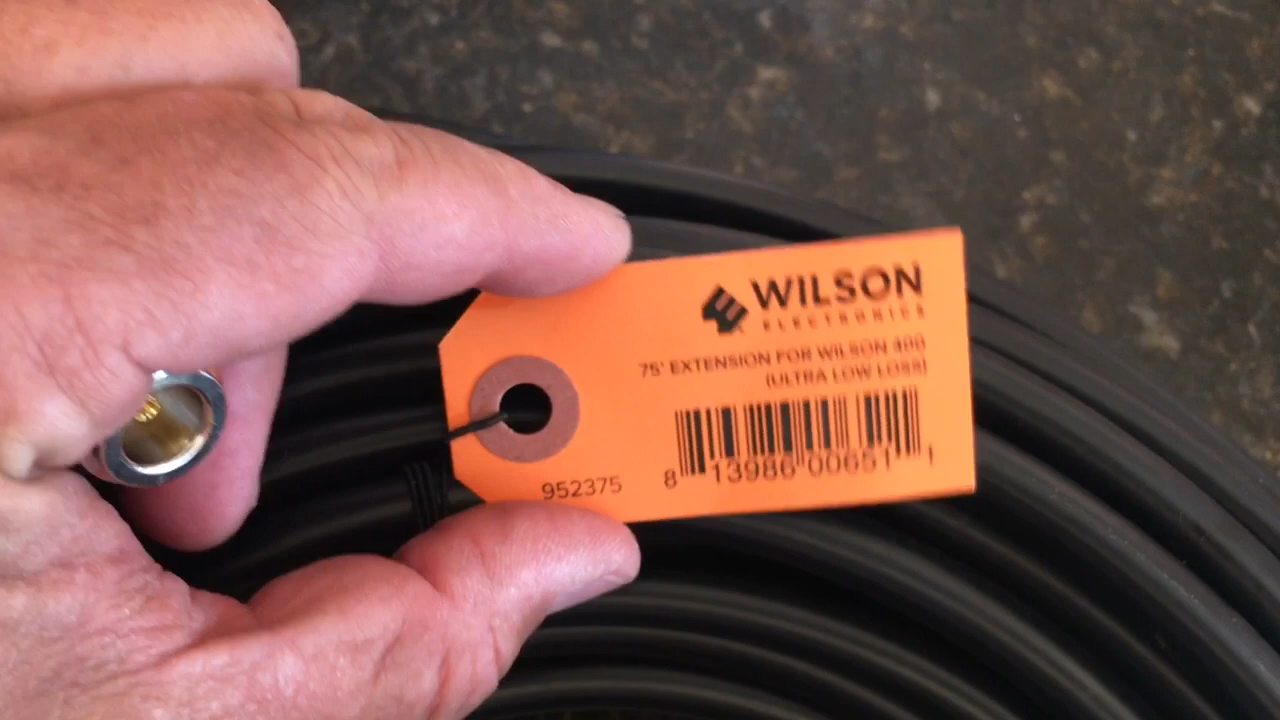 WILSON
ELECTRONICS
75' EXTENSION FOR WILSON 400
(ULTRA LOW LOSS)
952375
8 13986 00651 1